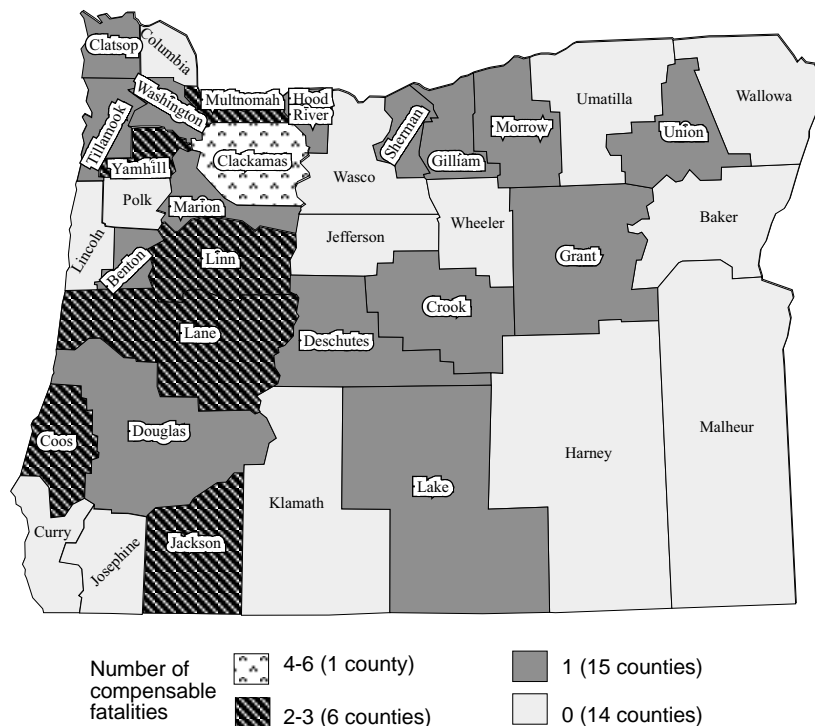 Clatsop
Columbia
Washington
Multnomah
Hood
River
Tillamook
Yamhill
Clackamas
Wasco
Sherman
Gilliam
Morrow
Umatilla
Union
Wallowa
Polk
Marion
Lincoln
Benton
Linn
Jefferson
Wheeler
Grant
Baker
Lane
Deschutes
Crook
Coos
Douglas
Lake
Harney
Malheur
Klamath
Curry
Josephine
Jackson
Number of
compensable
fatalities
4-6 (1 county)
2-3 (6 counties)
1 (15 counties)
0 (14 counties)